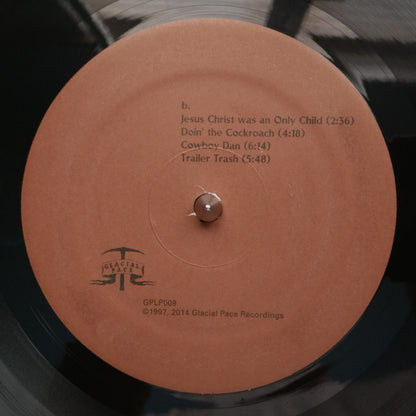 b.
Jesus Christ was an Only Child (2:36)
Doin' the Cockroach (4:18)
Cowboy Dan (6:14)
Trailer Trash (5:48)
GLACIAL
PACE
GPLP009
©1997, 2014 Glacial Pace Recordings